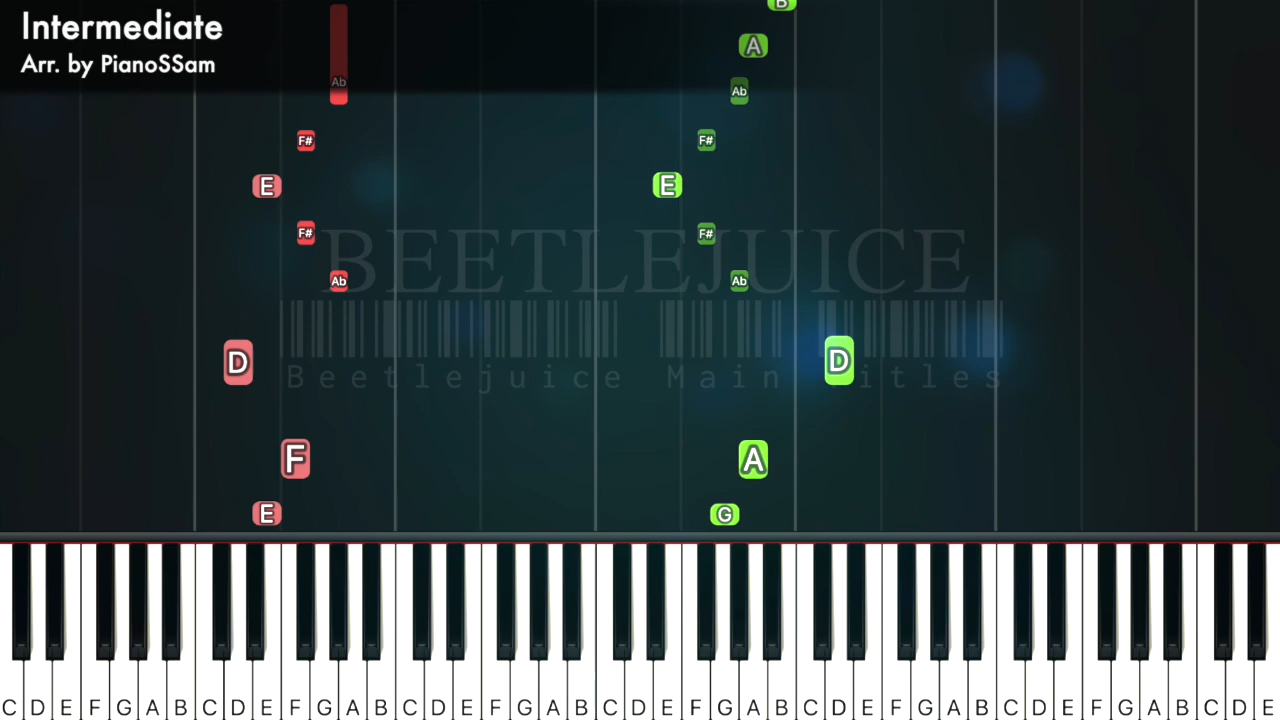 Intermediate
Arr. by PianoSSam
B
A
Ab Ab
F# F#
E E
F# F#
BEETLEJUICE
Ab Ab
D D
Beetlejuice Main Titles
F A
E G
C D E F G A B C D E F G A B C D E F G A B C D E F G A B C D E F G A B C D E F G A B C D E